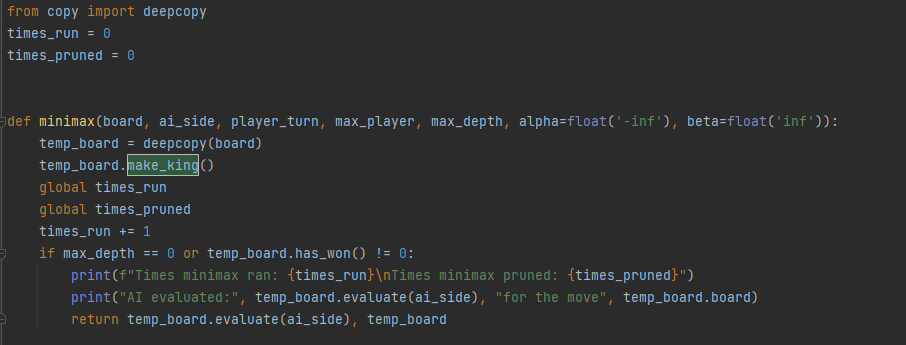 from copy import deepcopy
times_run = 0
times_pruned = 0
def minimax(board, ai_side, player_turn, max_player, max_depth, alpha=float('-inf'), beta=float('inf')):
    temp_board = deepcopy(board)
    temp_board.make_king()
    global times_run
    global times_pruned
    times_run += 1
    if max_depth == 0 or temp_board.has_won() != 0:
        print(f"Times minimax ran: {times_run}\nTimes minimax pruned: {times_pruned}")
        print("AI evaluated:", temp_board.evaluate(ai_side), "for the move", temp_board.board)
        return temp_board.evaluate(ai_side), temp_board